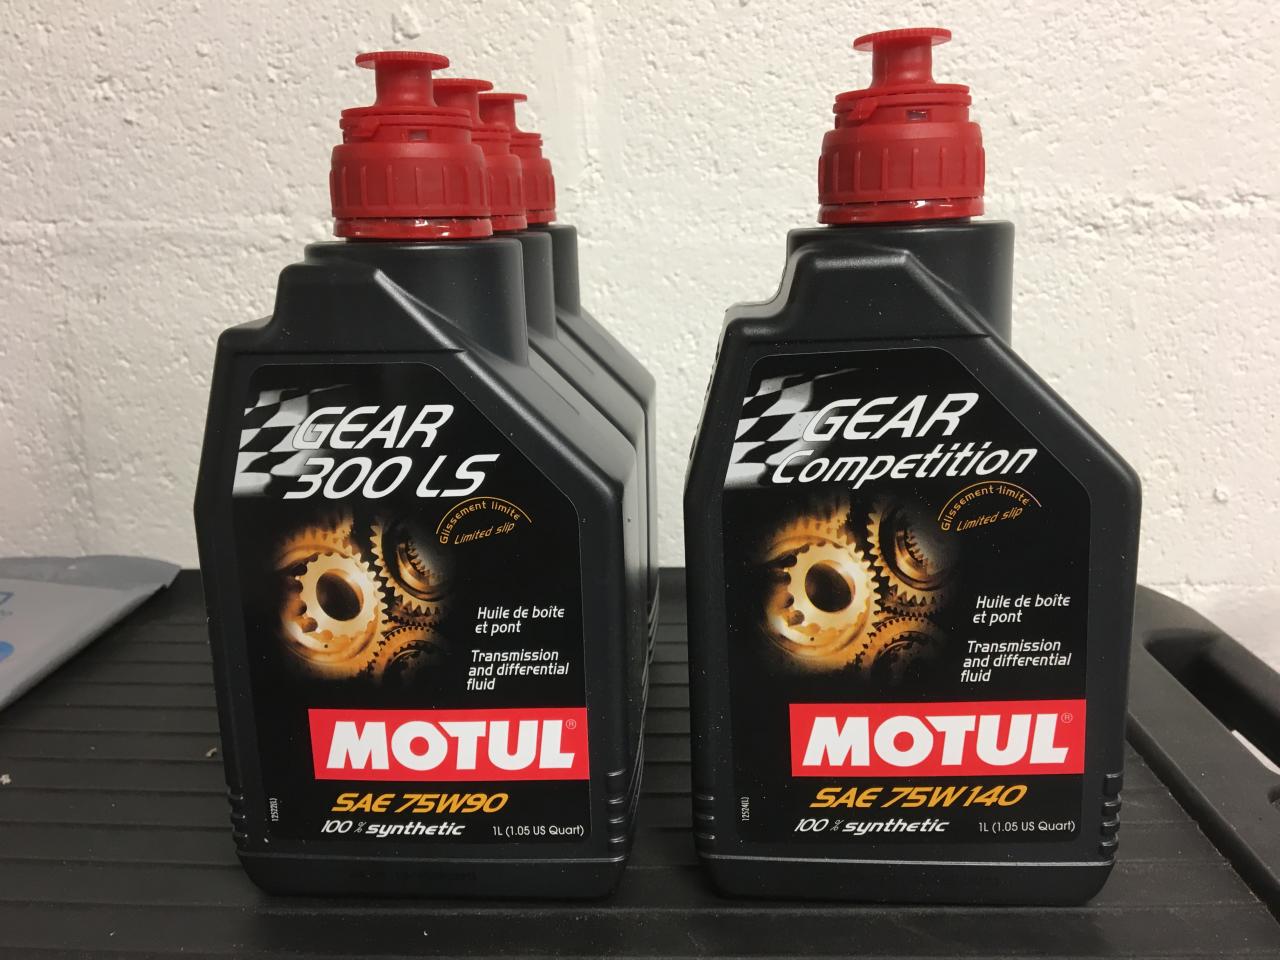 GEAR
300 LS
Glissement limité
Limited slip
Huile de boîte
et pont
Transmission
and differential
fluid
MOTUL®
SAE 75W90
100 % synthetic
1L (1.05 US Quart)
GEAR
Competition
Glissement limité
Limited slip
Huile de boîte
et pont
Transmission
and differential
fluid
MOTUL®
SAE 75W140
100 % synthetic
1L (1.05 US Quart)